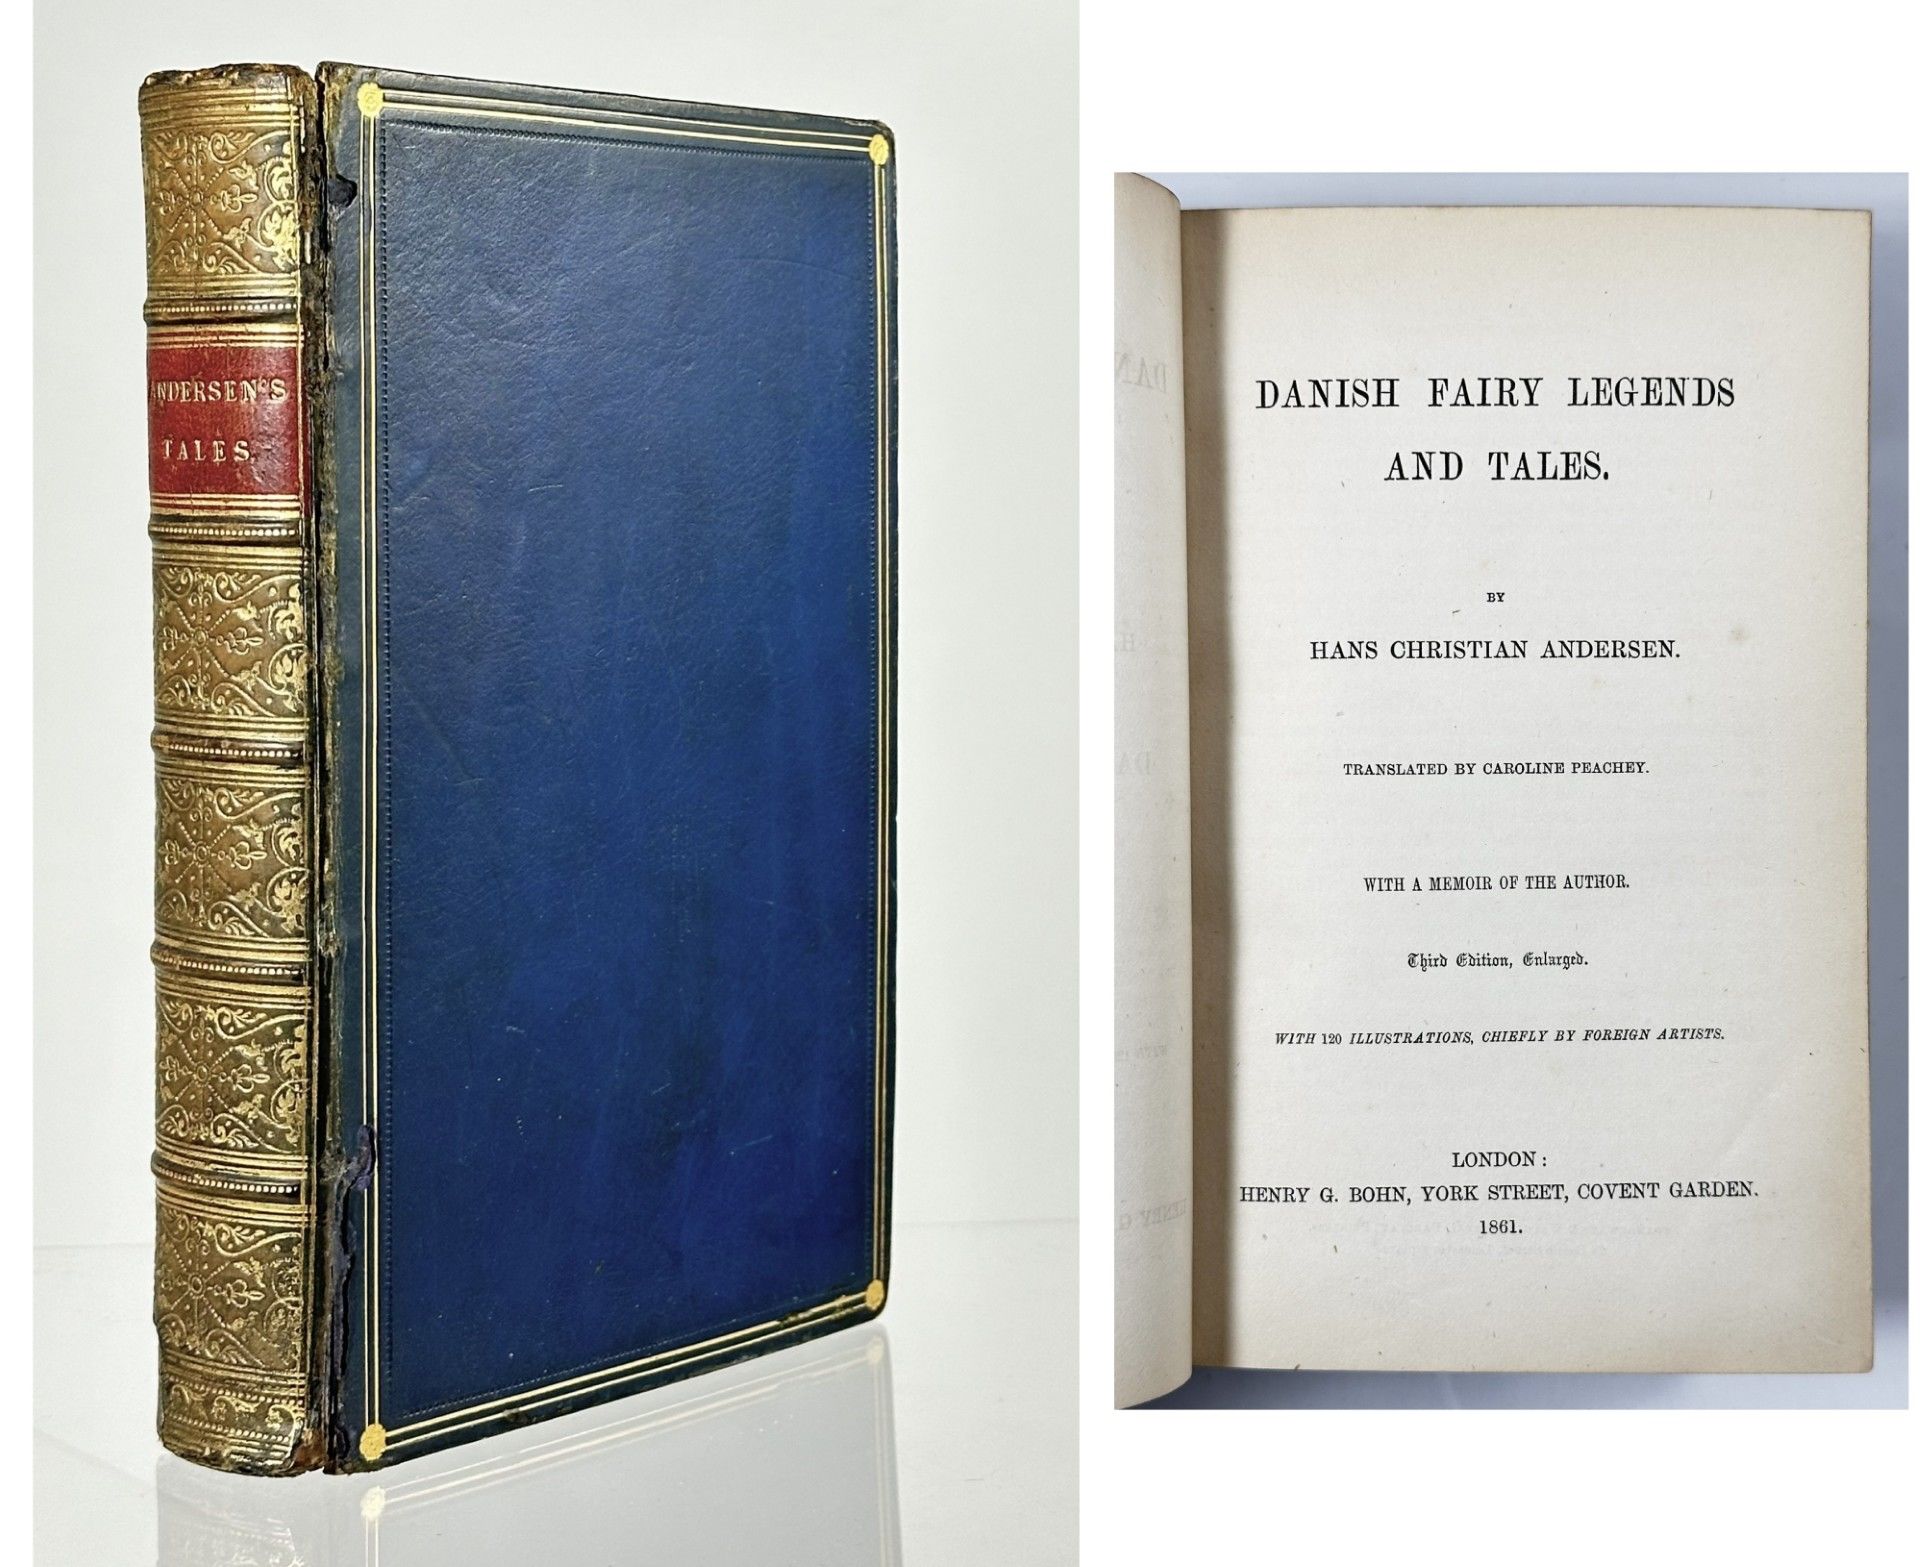 ANDERSEN'S
TALES.
DANISH FAIRY LEGENDS
AND TALES.
BY
HANS CHRISTIAN ANDERSEN.
TRANSLATED BY CAROLINE PEACHEY.
WITH A MEMOIR OF THE AUTHOR.
Third Edition, Enlarged.
WITH 120 ILLUSTRATIONS, CHIEFLY BY FOREIGN ARTISTS.
LONDON:
HENRY G. BOHN, YORK STREET, COVENT GARDEN.
1861.